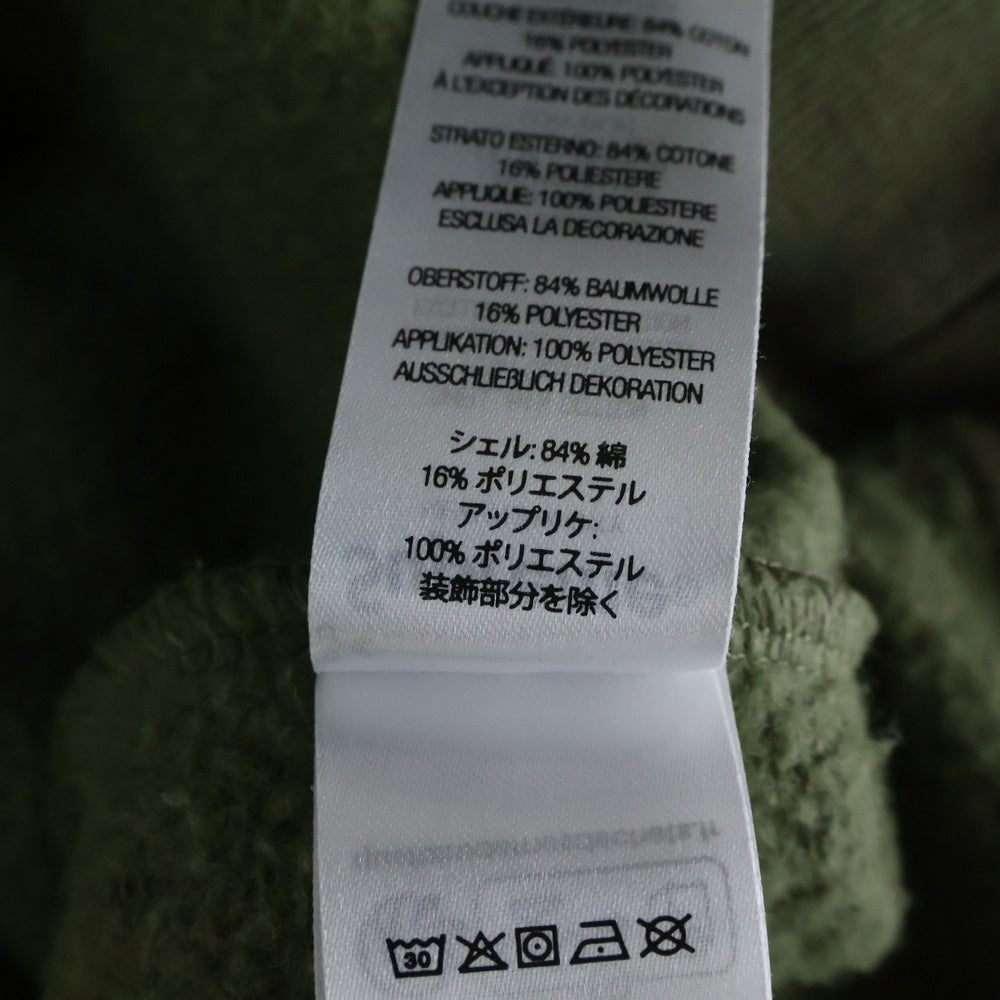 COUCHE EXTÉRIEURE: 84% COTON
16% POLYESTER
APPLIQUÉ: 100% POLYESTER
À L'EXCEPTION DES DÉCORATIONS
STRATO ESTERNO: 84% COTONE
16% POLIESTERE
APPLIQUE: 100% POLIESTERE
ESCLUSA LA DECORAZIONE
OBERSTOFF: 84% BAUMWOLLE
16% POLYESTER
APPLIKATION: 100% POLYESTER
AUSSCHLIEßLICH DEKORATION
シェル: 84% 綿
16% ポリエステル
アップリケ:
100% ポリエステル
装飾部分を除く
30